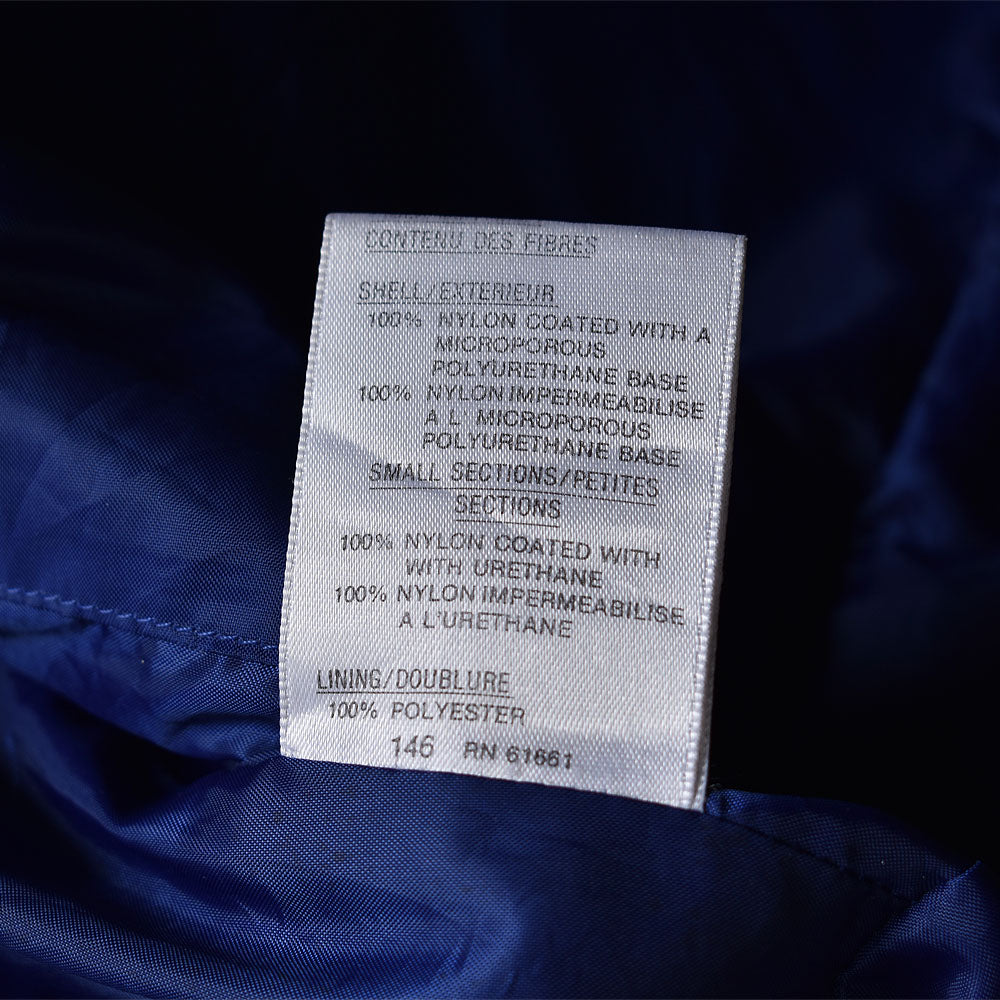 CONTENU DES FIBRES
SHELL/EXTERIEUR
100% NYLON COATED WITH A
MICROPOROUS
POLYURETHANE BASE
100% NYLON IMPERMEABILISE
A L' MICROPOROUS
POLYURETHANE BASE
SMALL SECTIONS/PETITES
SECTIONS
100% NYLON COATED WITH
WITH URETHANE
100% NYLON IMPERMEABILISE
A L'URETHANE
LINING/DOUBLURE
100% POLYESTER
146 RN 61661